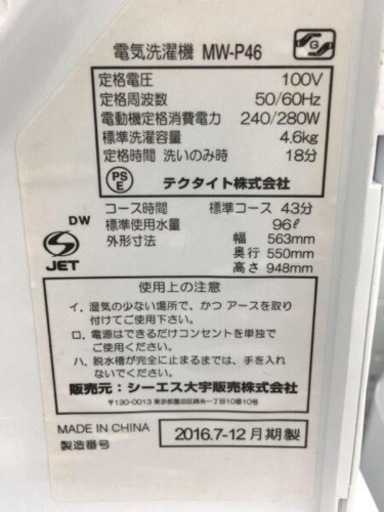 電気洗濯機 MW-P46
G
定格電圧 100V
定格周波数 50/60Hz
電動機定格消費電力 240/280W
標準洗濯容量 4.6kg
定格時間 洗いのみ時 18分
PS
E
テクタイト株式会社
DW
JET
コース時間 標準コース 43分
標準使用水量 96ℓ
外形寸法 幅 563mm
奥行 550mm
高さ 948mm
使用上の注意
イ. 湿気の少ない場所で、かつ アースを取り
付けてご使用下さい。
ロ. 電源はできるだけコンセントを単独で
ご使用ください。
ハ. 脱水槽が完全に止まるまでは、手を入れ
ないでください。
販売元：シーエス大宇販売株式会社
〒130-0013 東京都墨田区錦糸一丁目10番10号
MADE IN CHINA
製造番号
2016.7-12月期製